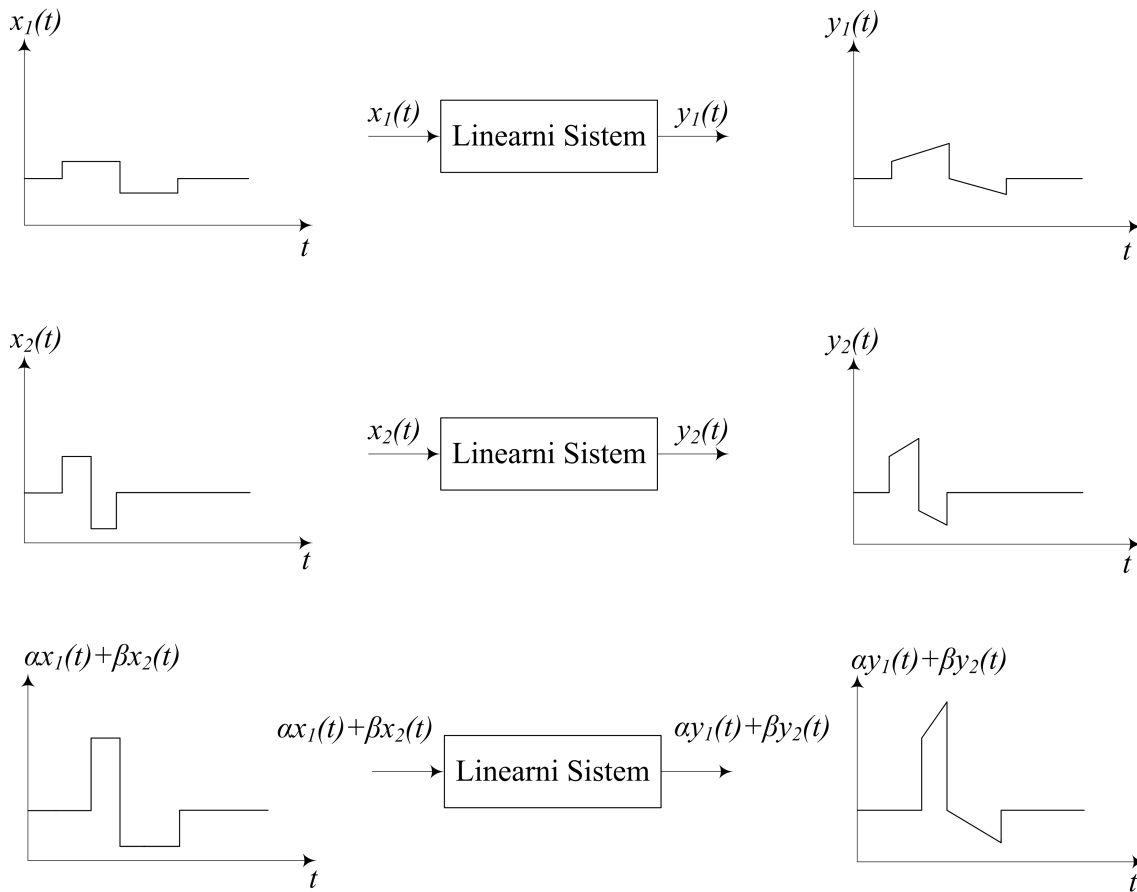 x₁(t)
y₁(t)
x₁(t)
Linearni Sistem
y₁(t)
t
t
x₂(t)
y₂(t)
x₂(t)
Linearni Sistem
y₂(t)
t
t
αx₁(t)+βx₂(t)
αy₁(t)+βy₂(t)
αx₁(t)+βx₂(t)
Linearni Sistem
αy₁(t)+βy₂(t)
t
t